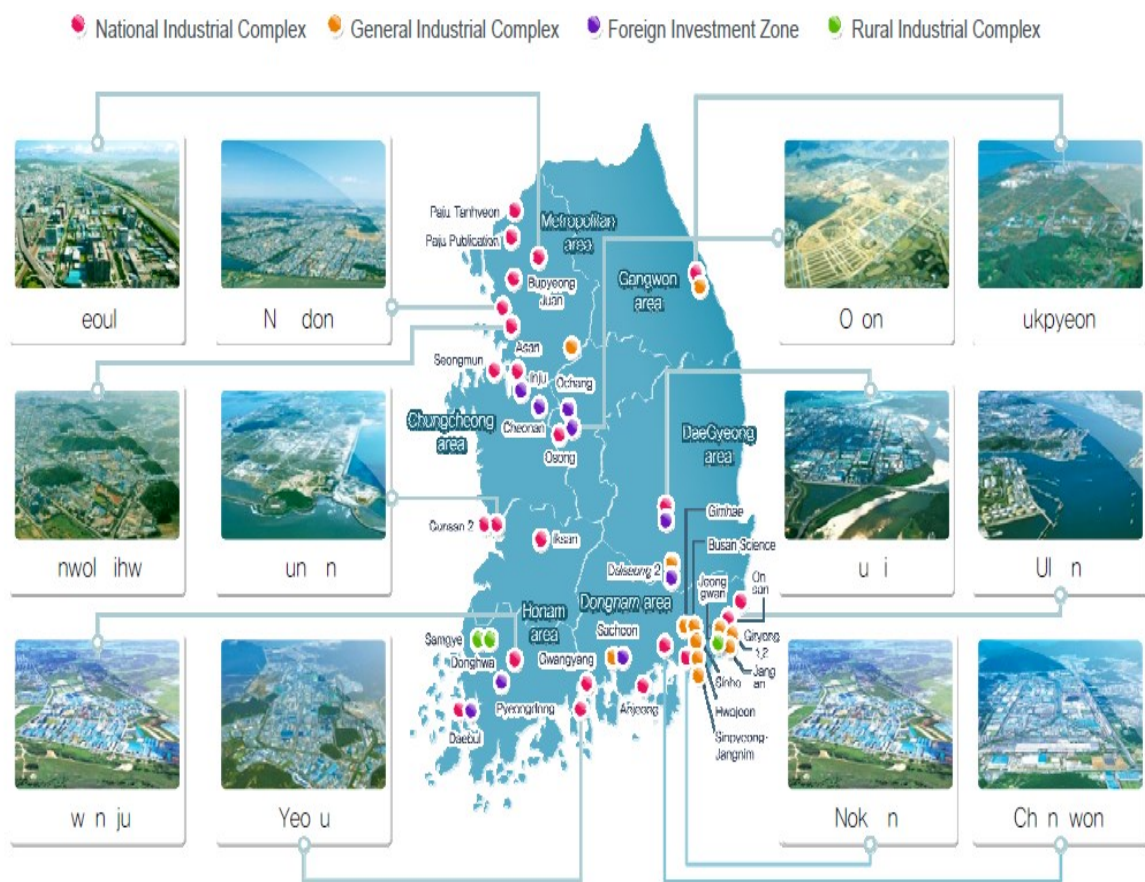 National Industrial Complex General Industrial Complex Foreign Investment Zone Rural Industrial Complex
Paju Tanhyeon
Metropolitan
area
Paju Publication
Bupyeong
Juan
Gangwon
area
eoul
N don
O on
ukpyeon
Asan
Seongmun
Inju
Ochang
Chungcheong
area
Cheonan
Osong
DaeGyeong
area
Gunsan 2
Iksan
Gimhae
Busan Science
Dalseong 2
Joong
gwan
On
san
nwol ihw
un n
u i
Ul n
Dongnam area
Honam
area
Sacheon
Samgye
Donghwa
Gwangyang
Giryong
1,2
Jang
an
Sinho
Hwajeon
Pyeongdong
Anjeong
Daebul
Sinpyeong-
Jangnim
w n ju
Yeo u
Nok n
Ch n won